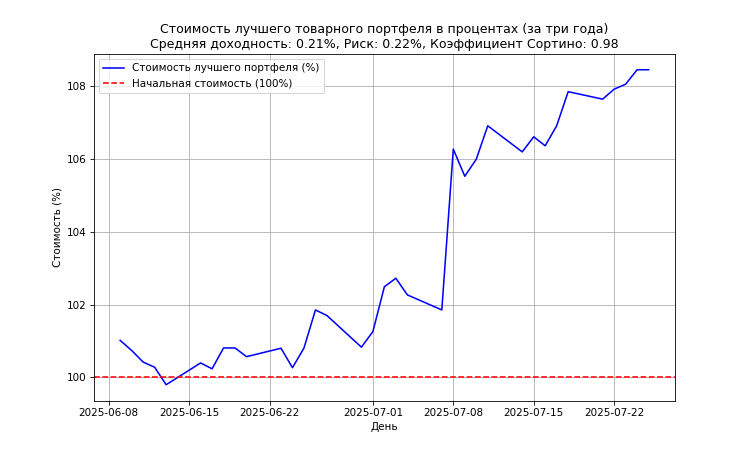 Стоимость лучшего товарного портфеля в процентах (за три года)
Средняя доходность: 0.21%, Риск: 0.22%, Коэффициент Сортино: 0.98
Стоимость лучшего портфеля (%)
Начальная стоимость (100%)
Стоимость (%)
108
106
104
102
100
2025-06-08
2025-06-15
2025-06-22
2025-07-01
2025-07-08
2025-07-15
2025-07-22
День